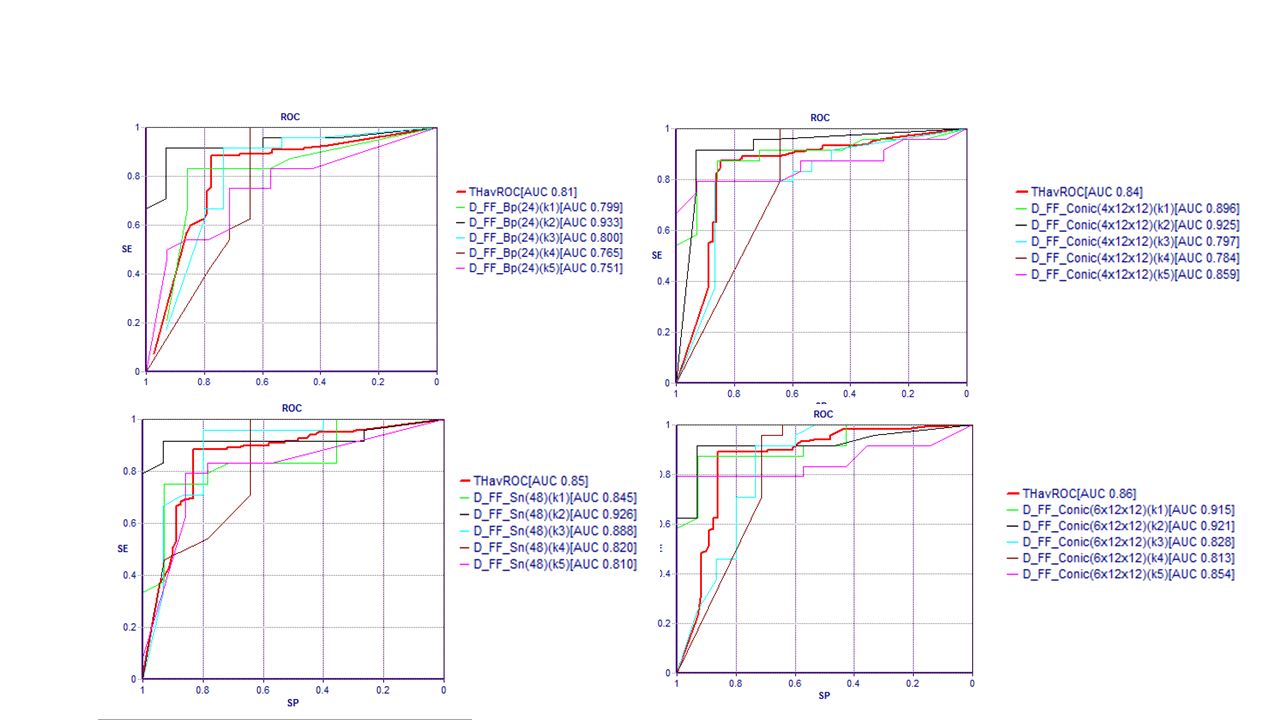 ROC
1
0.8
0.6
SE
0.4
0.2
0
1 0.8 0.6 0.4 0.2 0
THavROC[AUC 0.81]
D_FF_Bp(24)(k1)[AUC 0.799]
D_FF_Bp(24)(k2)[AUC 0.933]
D_FF_Bp(24)(k3)[AUC 0.800]
D_FF_Bp(24)(k4)[AUC 0.765]
D_FF_Bp(24)(k5)[AUC 0.751]
ROC
1
0.8
0.6
SE
0.4
0.2
0
1 0.8 0.6 0.4 0.2 0
THavROC[AUC 0.84]
D_FF_Conic(4x12x12)(k1)[AUC 0.896]
D_FF_Conic(4x12x12)(k2)[AUC 0.925]
D_FF_Conic(4x12x12)(k3)[AUC 0.797]
D_FF_Conic(4x12x12)(k4)[AUC 0.784]
D_FF_Conic(4x12x12)(k5)[AUC 0.859]
ROC
1
0.8
0.6
SE
0.4
0.2
0
1 0.8 0.6 0.4 0.2 0
SP
THavROC[AUC 0.85]
D_FF_Sn(48)(k1)[AUC 0.845]
D_FF_Sn(48)(k2)[AUC 0.926]
D_FF_Sn(48)(k3)[AUC 0.888]
D_FF_Sn(48)(k4)[AUC 0.820]
D_FF_Sn(48)(k5)[AUC 0.810]
ROC
1
0.8
0.6
0.4
0.2
0
1 0.8 0.6 0.4 0.2 0
SP
THavROC[AUC 0.86]
D_FF_Conic(6x12x12)(k1)[AUC 0.915]
D_FF_Conic(6x12x12)(k2)[AUC 0.921]
D_FF_Conic(6x12x12)(k3)[AUC 0.828]
D_FF_Conic(6x12x12)(k4)[AUC 0.813]
D_FF_Conic(6x12x12)(k5)[AUC 0.854]